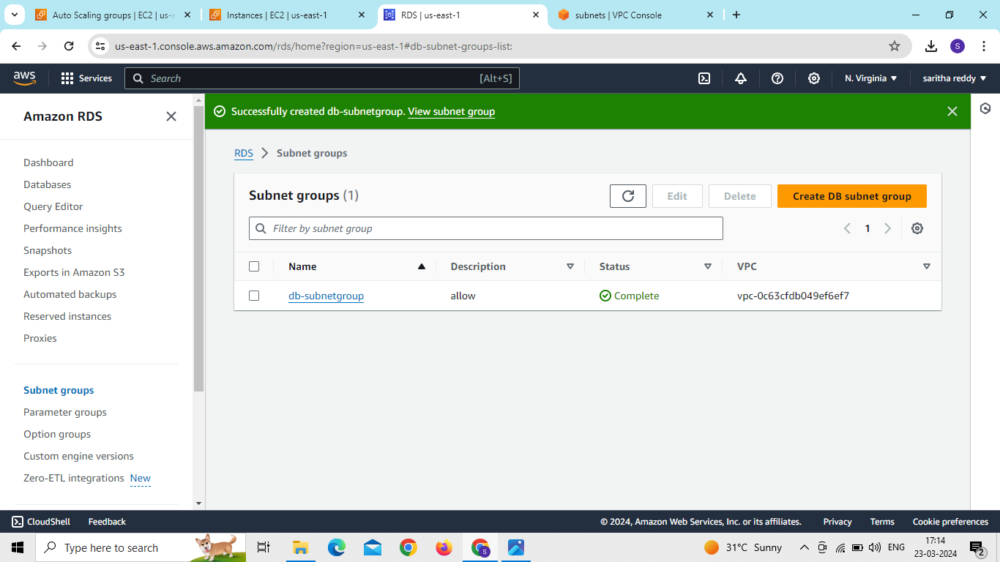 Auto Scaling groups | EC2 | us-e
Instances | EC2 | us-east-1
RDS | us-east-1
subnets | VPC Console
us-east-1.console.aws.amazon.com/rds/home?region=us-east-1#db-subnet-groups-list:
S
aws
Services
Search
[Alt+S]
N. Virginia
saritha reddy
Amazon RDS
Dashboard
Databases
Query Editor
Performance insights
Snapshots
Exports in Amazon S3
Automated backups
Reserved instances
Proxies
Subnet groups
Parameter groups
Option groups
Custom engine versions
Zero-ETL integrations New
Successfully created db-subnetgroup. View subnet group
RDS
Subnet groups
Subnet groups (1)
Edit
Delete
Create DB subnet group
Filter by subnet group
1
Name
Description
Status
VPC
db-subnetgroup
allow
Complete
vpc-0c63cfdb049ef6ef7
CloudShell
Feedback
© 2024, Amazon Web Services, Inc. or its affiliates.
Privacy
Terms
Cookie preferences
Type here to search
S
31°C Sunny
ENG
17:14
23-03-2024
2